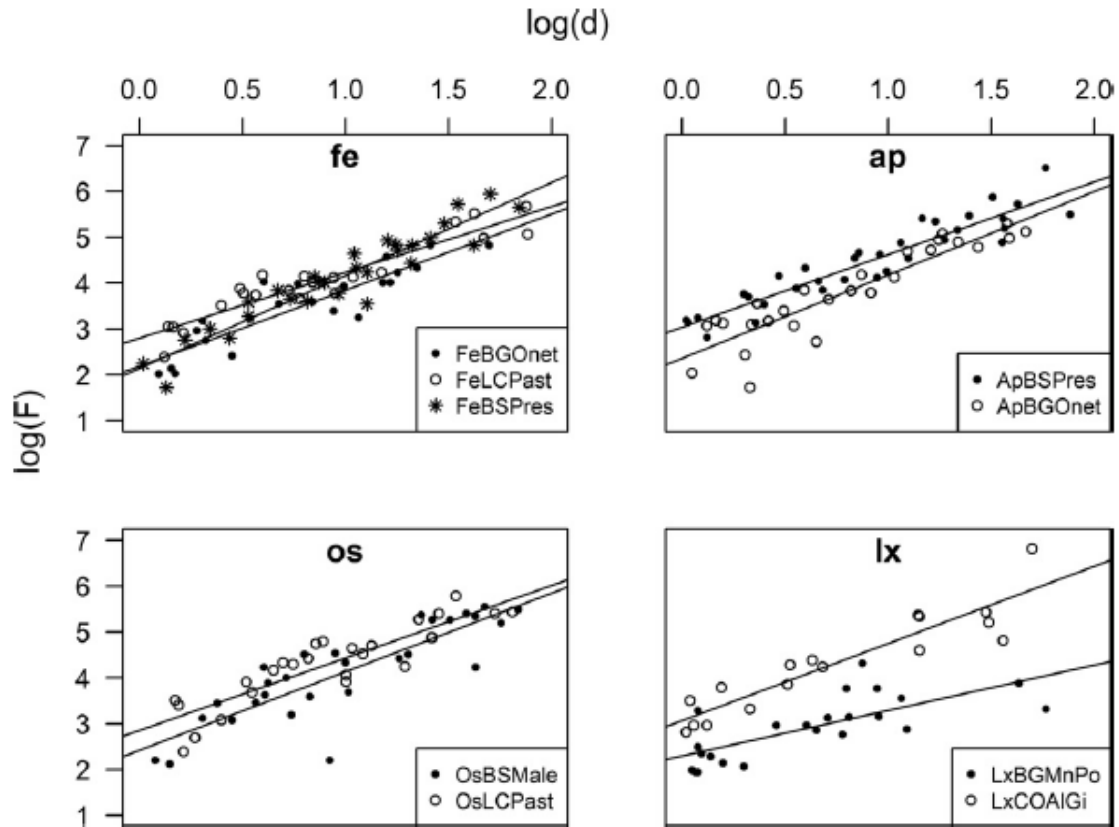 log(d)
0.0 0.5 1.0 1.5 2.0 0.0 0.5 1.0 1.5 2.0
fe
ap
7
6
5
4
3
2
1
FeBGOnet
FeLCPast
FeBSPres
ApBSPres
ApBGOnet
log(F)
os
lx
7
6
5
4
3
2
1
OsBSMale
OsLCPast
LxBGMnPo
LxCOAlGi